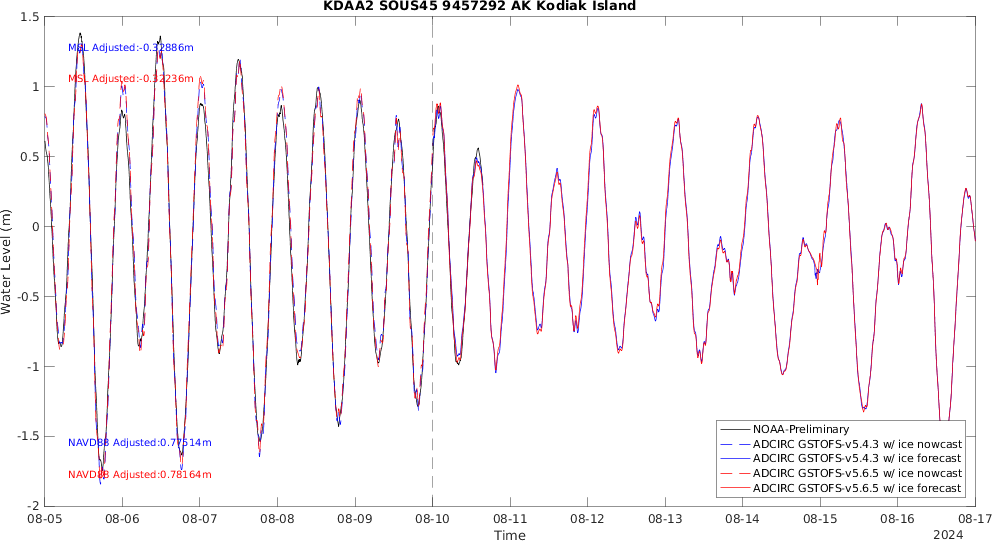 KDAA2 SOUS45 9457292 AK Kodiak Island
1.5
1
0.5
0
-0.5
-1
-1.5
-2
Water Level (m)
MSL Adjusted:-0.32886m
MSL Adjusted:-0.32236m
NAVD88 Adjusted:0.77514m
NAVD88 Adjusted:0.78164m
NOAA-Preliminary
ADCIRC GSTOFS-v5.4.3 w/ ice nowcast
ADCIRC GSTOFS-v5.4.3 w/ ice forecast
ADCIRC GSTOFS-v5.6.5 w/ ice nowcast
ADCIRC GSTOFS-v5.6.5 w/ ice forecast
08-05 08-06 08-07 08-08 08-09 08-10 08-11 08-12 08-13 08-14 08-15 08-16 08-17
Time
2024